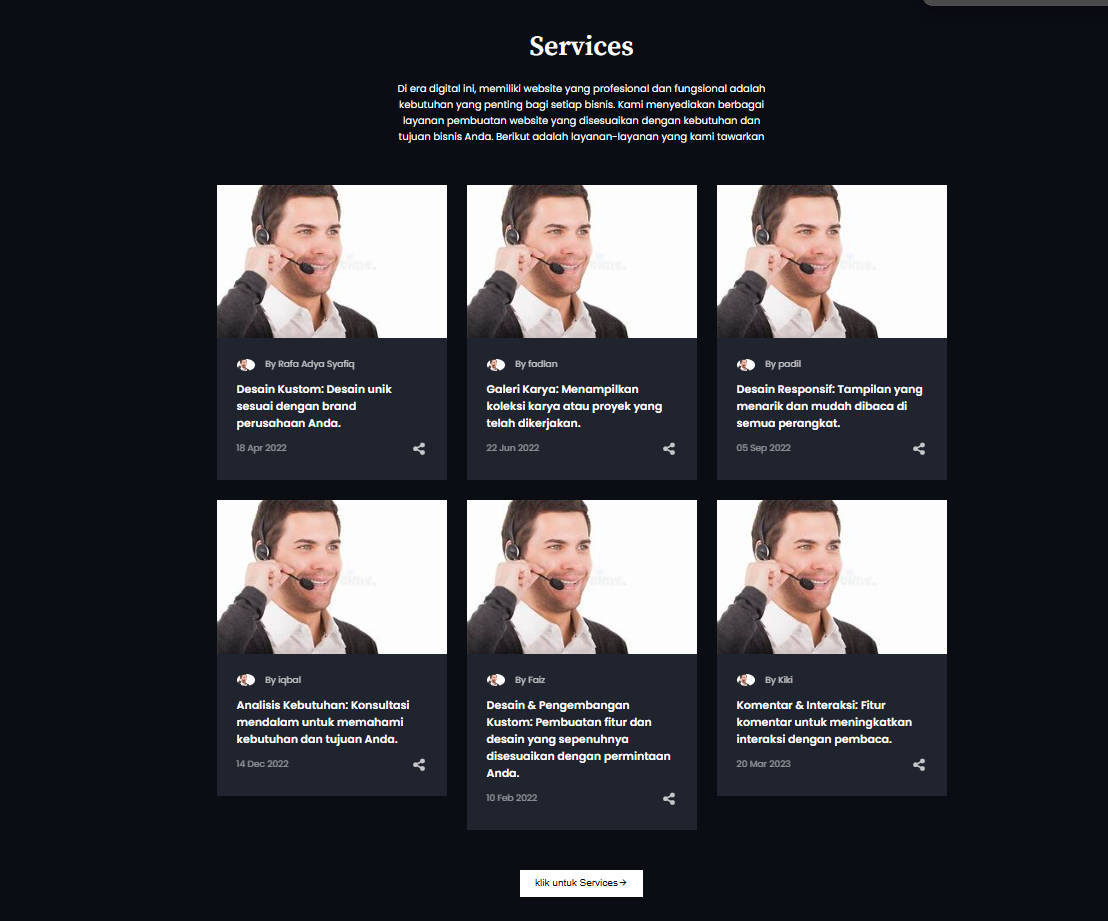 Services
Di era digital ini, memiliki website yang profesional dan fungsional adalah
kebutuhan yang penting bagi setiap bisnis. Kami menyediakan berbagai
layanan pembuatan website yang disesuaikan dengan kebutuhan dan
tujuan bisnis Anda. Berikut adalah layanan-layanan yang kami tawarkan
By Rafa Adya Syafiq
Desain Kustom: Desain unik
sesuai dengan brand
perusahaan Anda.
18 Apr 2022
By fadlan
Galeri Karya: Menampilkan
koleksi karya atau proyek yang
telah dikerjakan.
22 Jun 2022
By padil
Desain Responsif: Tampilan yang
menarik dan mudah dibaca di
semua perangkat.
05 Sep 2022
By iqbal
Analisis Kebutuhan: Konsultasi
mendalam untuk memahami
kebutuhan dan tujuan Anda.
14 Dec 2022
By Faiz
Desain & Pengembangan
Kustom: Pembuatan fitur dan
desain yang sepenuhnya
disesuaikan dengan permintaan
Anda.
10 Feb 2022
By Kiki
Komentar & Interaksi: Fitur
komentar untuk meningkatkan
interaksi dengan pembaca.
20 Mar 2023
klik untuk Services→